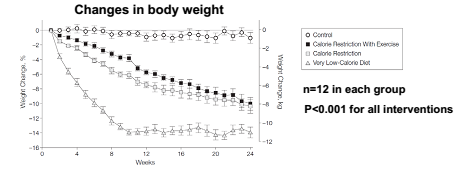 Changes in body weight
Control
Calorie Restriction With Exercise
Calorie Restriction
Very Low-Calorie Diet
n=12 in each group
P<0.001 for all interventions
Weight Change, %
0
-2
-4
-6
-8
-10
-12
-14
-16
0
-2
-4
-6
-8
-10
-12
Weight Change, kg
0 4 8 12 16 20 24
Weeks